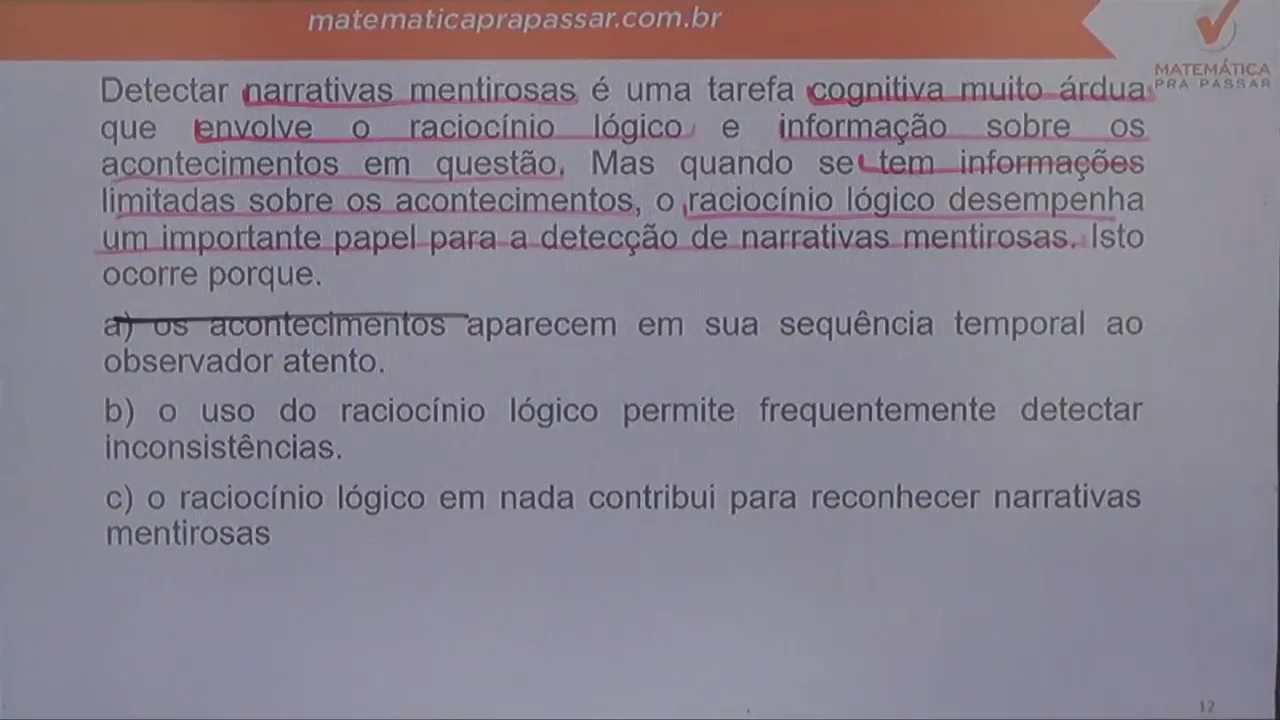 matematicaprapassar.com.br
MATEMÁTICA
PRA PASSAR
Detectar narrativas mentirosas é uma tarefa cognitiva muito árdua
que envolve o raciocínio lógico e informação sobre os
acontecimentos em questão. Mas quando se tem informações
limitadas sobre os acontecimentos, o raciocínio lógico desempenha
um importante papel para a detecção de narrativas mentirosas. Isto
ocorre porque.
a) os acontecimentos aparecem em sua sequência temporal ao
observador atento.
b) o uso do raciocínio lógico permite frequentemente detectar
inconsistências.
c) o raciocínio lógico em nada contribui para reconhecer narrativas
mentirosas
12